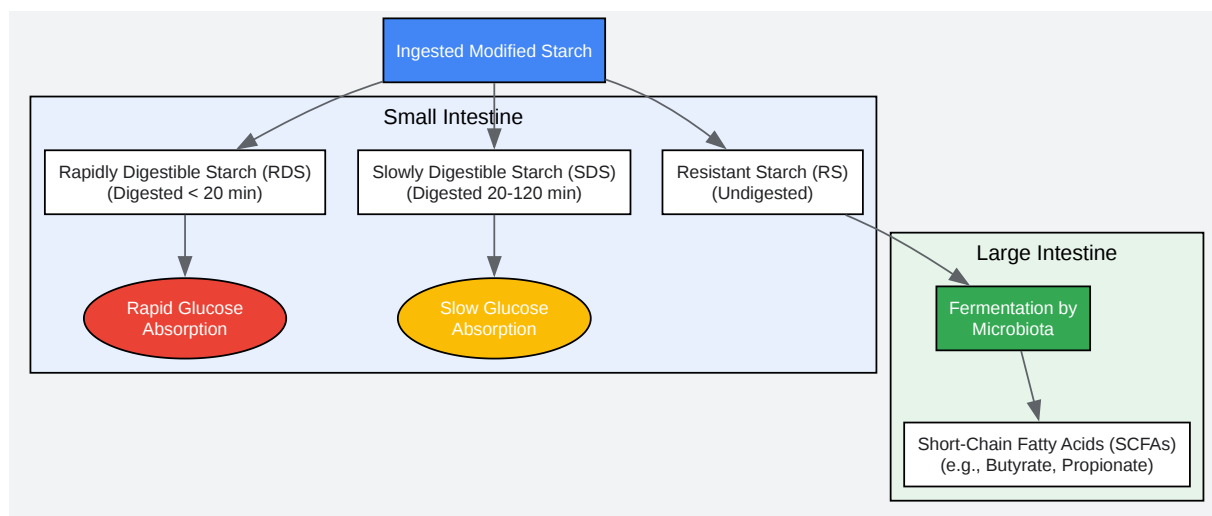 Ingested Modified Starch
Small Intestine
Rapidly Digestible Starch (RDS)
(Digested < 20 min)
Slowly Digestible Starch (SDS)
(Digested 20-120 min)
Resistant Starch (RS)
(Undigested)
Rapid Glucose
Absorption
Slow Glucose
Absorption
Large Intestine
Fermentation by
Microbiota
Short-Chain Fatty Acids (SCFAs)
(e.g., Butyrate, Propionate)